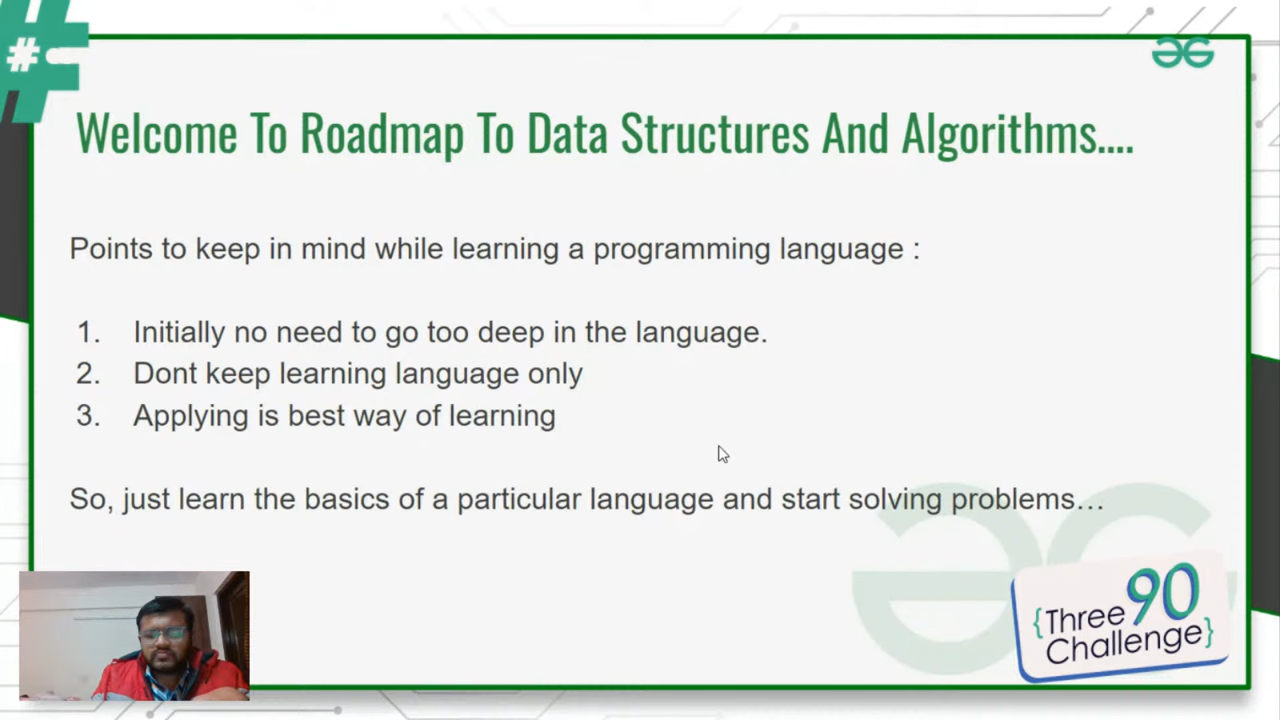 #
Welcome To Roadmap To Data Structures And Algorithms....
Points to keep in mind while learning a programming language :
1. Initially no need to go too deep in the language.
2. Dont keep learning language only
3. Applying is best way of learning
So, just learn the basics of a particular language and start solving problems…
{Three 90
Challenge}